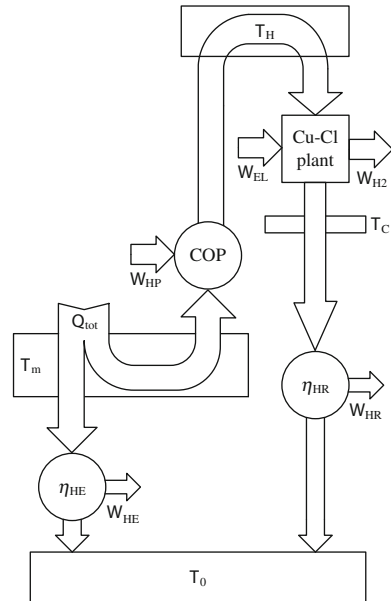 T_H
Cu-Cl
plant
W_EL
W_H2
T_C
COP
W_HP
Q_tot
T_m
η_HR
W_HR
η_HE
W_HE
T_0